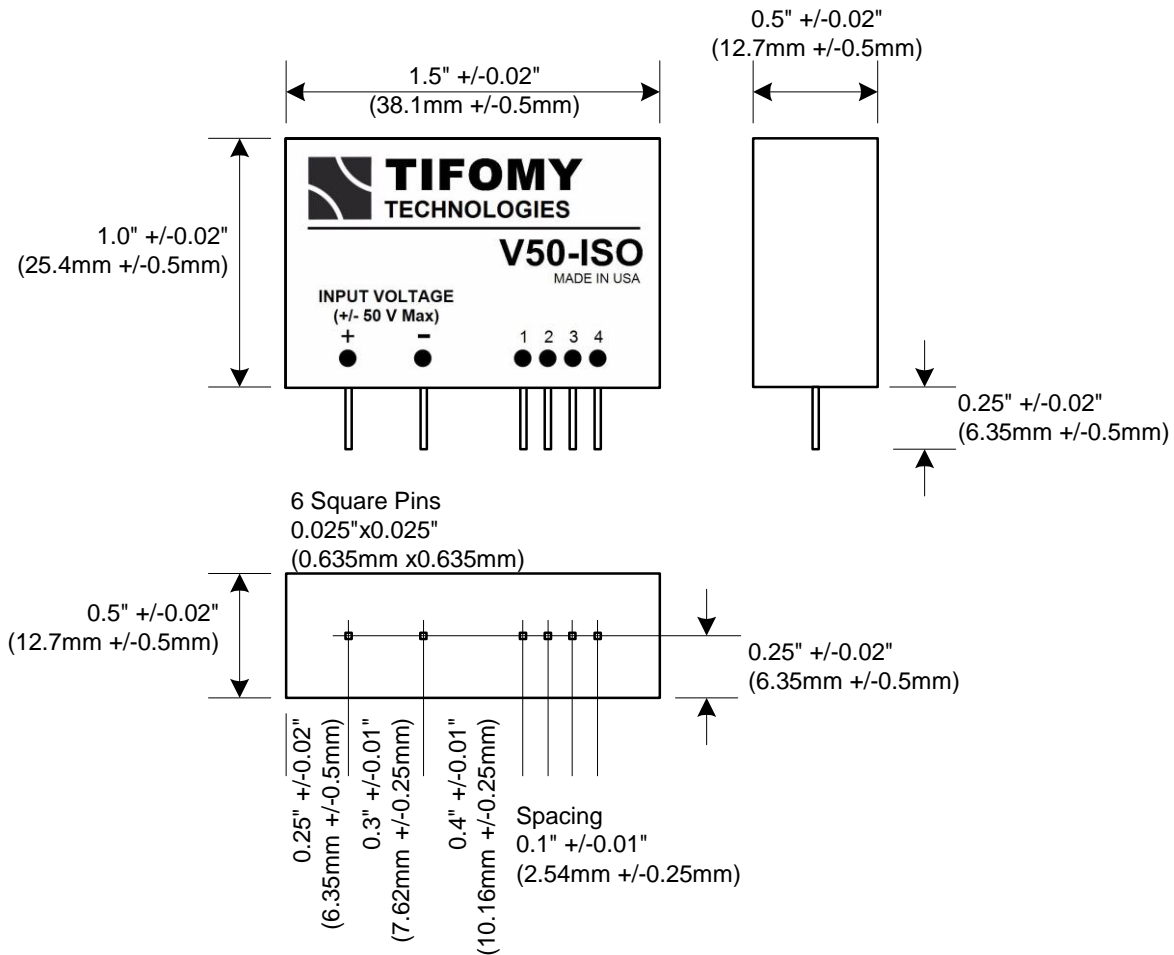 0.5" +/-0.02"
(12.7mm +/-0.5mm)
1.5" +/-0.02"
(38.1mm +/-0.5mm)
1.0" +/-0.02"
(25.4mm +/-0.5mm)
TIFOMY
TECHNOLOGIES
V50-ISO
MADE IN USA
INPUT VOLTAGE
(+/- 50 V Max)
+ - 1 2 3 4
0.25" +/-0.02"
(6.35mm +/-0.5mm)
6 Square Pins
0.025"x0.025"
(0.635mm x0.635mm)
0.5" +/-0.02"
(12.7mm +/-0.5mm)
0.25" +/-0.02"
(6.35mm +/-0.5mm)
0.25" +/-0.02"
(6.35mm +/-0.5mm)
0.3" +/-0.01"
(7.62mm +/-0.25mm)
0.4" +/-0.01"
(10.16mm +/-0.25mm)
Spacing
0.1" +/-0.01"
(2.54mm +/-0.25mm)